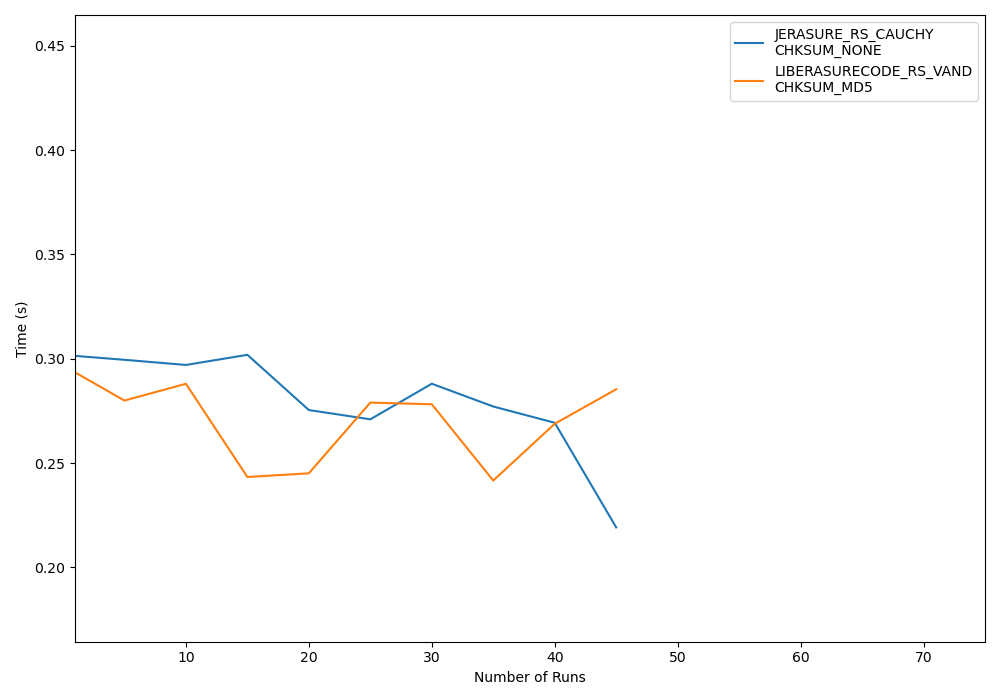 JERASURE_RS_CAUCHY
CHKSUM_NONE
LIBERASURECODE_RS_VAND
CHKSUM_MD5
0.45
0.40
0.35
0.30
0.25
0.20
Time (s)
10 20 30 40 50 60 70
Number of Runs